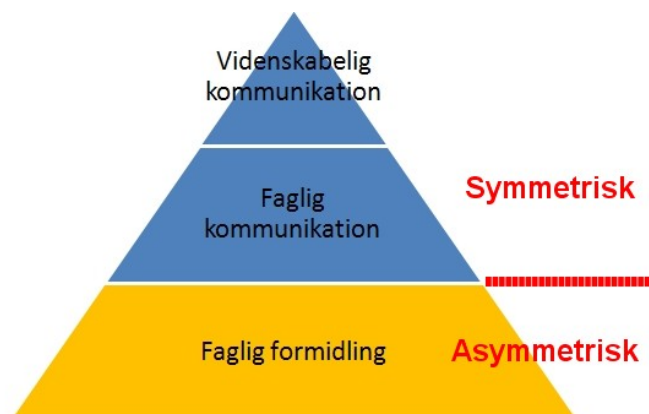 Videnskabelig
kommunikation
Faglig
kommunikation
Symmetrisk
Faglig formidling
Asymmetrisk